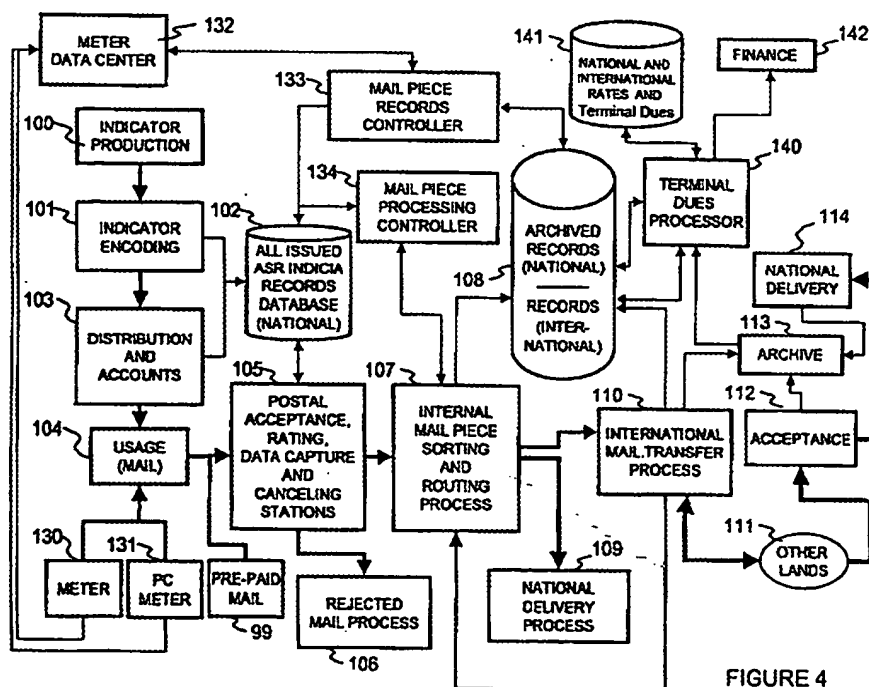 132
METER
DATA CENTER
133
MAIL PIECE
RECORDS
CONTROLLER
141
NATIONAL AND
INTERNATIONAL
RATES AND
Terminal Dues
142
FINANCE
100
INDICATOR
PRODUCTION
134
MAIL PIECE
PROCESSING
CONTROLLER
140
TERMINAL
DUES
PROCESSOR
101
INDICATOR
ENCODING
102
ALL ISSUED
ASR INDICIA
RECORDS
DATABASE
(NATIONAL)
108
ARCHIVED
RECORDS
(NATIONAL)
RECORDS
(INTER-
NATIONAL)
114
NATIONAL
DELIVERY
103
DISTRIBUTION
AND
ACCOUNTS
113
ARCHIVE
104
USAGE
(MAIL)
105
POSTAL
ACCEPTANCE,
RATING,
DATA CAPTURE
AND
CANCELING
STATIONS
107
INTERNAL
MAIL PIECE
SORTING
AND
ROUTING
PROCESS
110
INTERNATIONAL
MAIL.TRANSFER
PROCESS
112
ACCEPTANCE
111
OTHER
LANDS
130
METER
131
PC
METER
PRE-PAID
MAIL
99
REJECTED
MAIL PROCESS
106
109
NATIONAL
DELIVERY
PROCESS
FIGURE 4